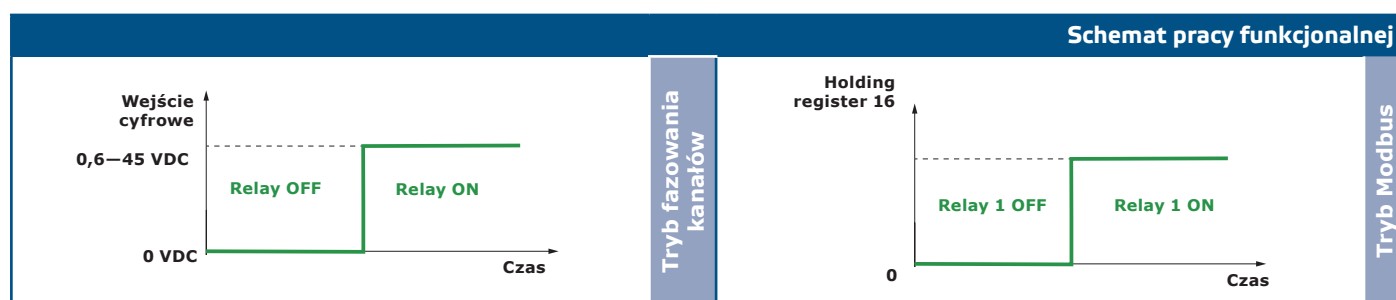 Schemat pracy funkcjonalnej
Wejście
cyfrowe
0,6—45 VDC
Relay OFF
Relay ON
0 VDC
Czas
Tryb fazowania
kanałów
Holding
register 16
Relay 1 OFF
Relay 1 ON
0
Czas
Tryb Modbus